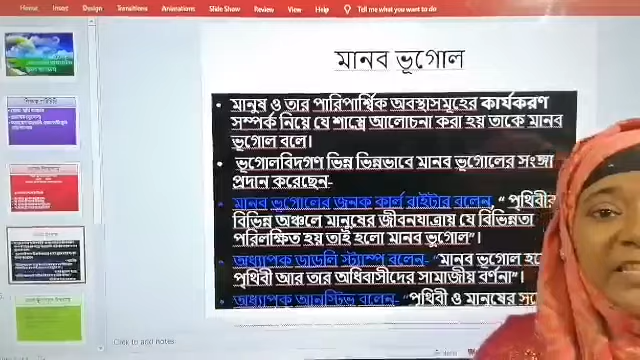 Home Insert Design Transitions Animations Slide Show Review View Help Tell me what you want to do
মানব ভূগোল
• মানুষ ও তার পারিপার্শ্বিক অবস্থাসমূহের কার্যকরণ
সম্পর্ক নিয়ে যে শাস্ত্রে আলোচনা করা হয় তাকে মানব
ভূগোল বলে।
• ভূগোলবিদগণ ভিন্ন ভিন্নভাবে মানব ভূগোলের সংঙ্গা
প্রদান করেছেন-
• মানব ভূগোলের জনক কার্ল রাইটার বলেন, “ পৃথিবীর
বিভিন্ন অঞ্চলে মানুষের জীবনযাত্রায় যে বিভিন্নতা
পরিলক্ষিত হয় তাই হলো মানব ভূগোল”।
• অধ্যাপক ডাডলি স্ট্যাম্প বলেন- “মানব ভূগোল
পৃথিবী আর তার অধিবাসীদের সামাজীয় বর্ণনা”।
• অধ্যাপক বলেন- “পৃথিবী ও মানুষের
Click to add notes